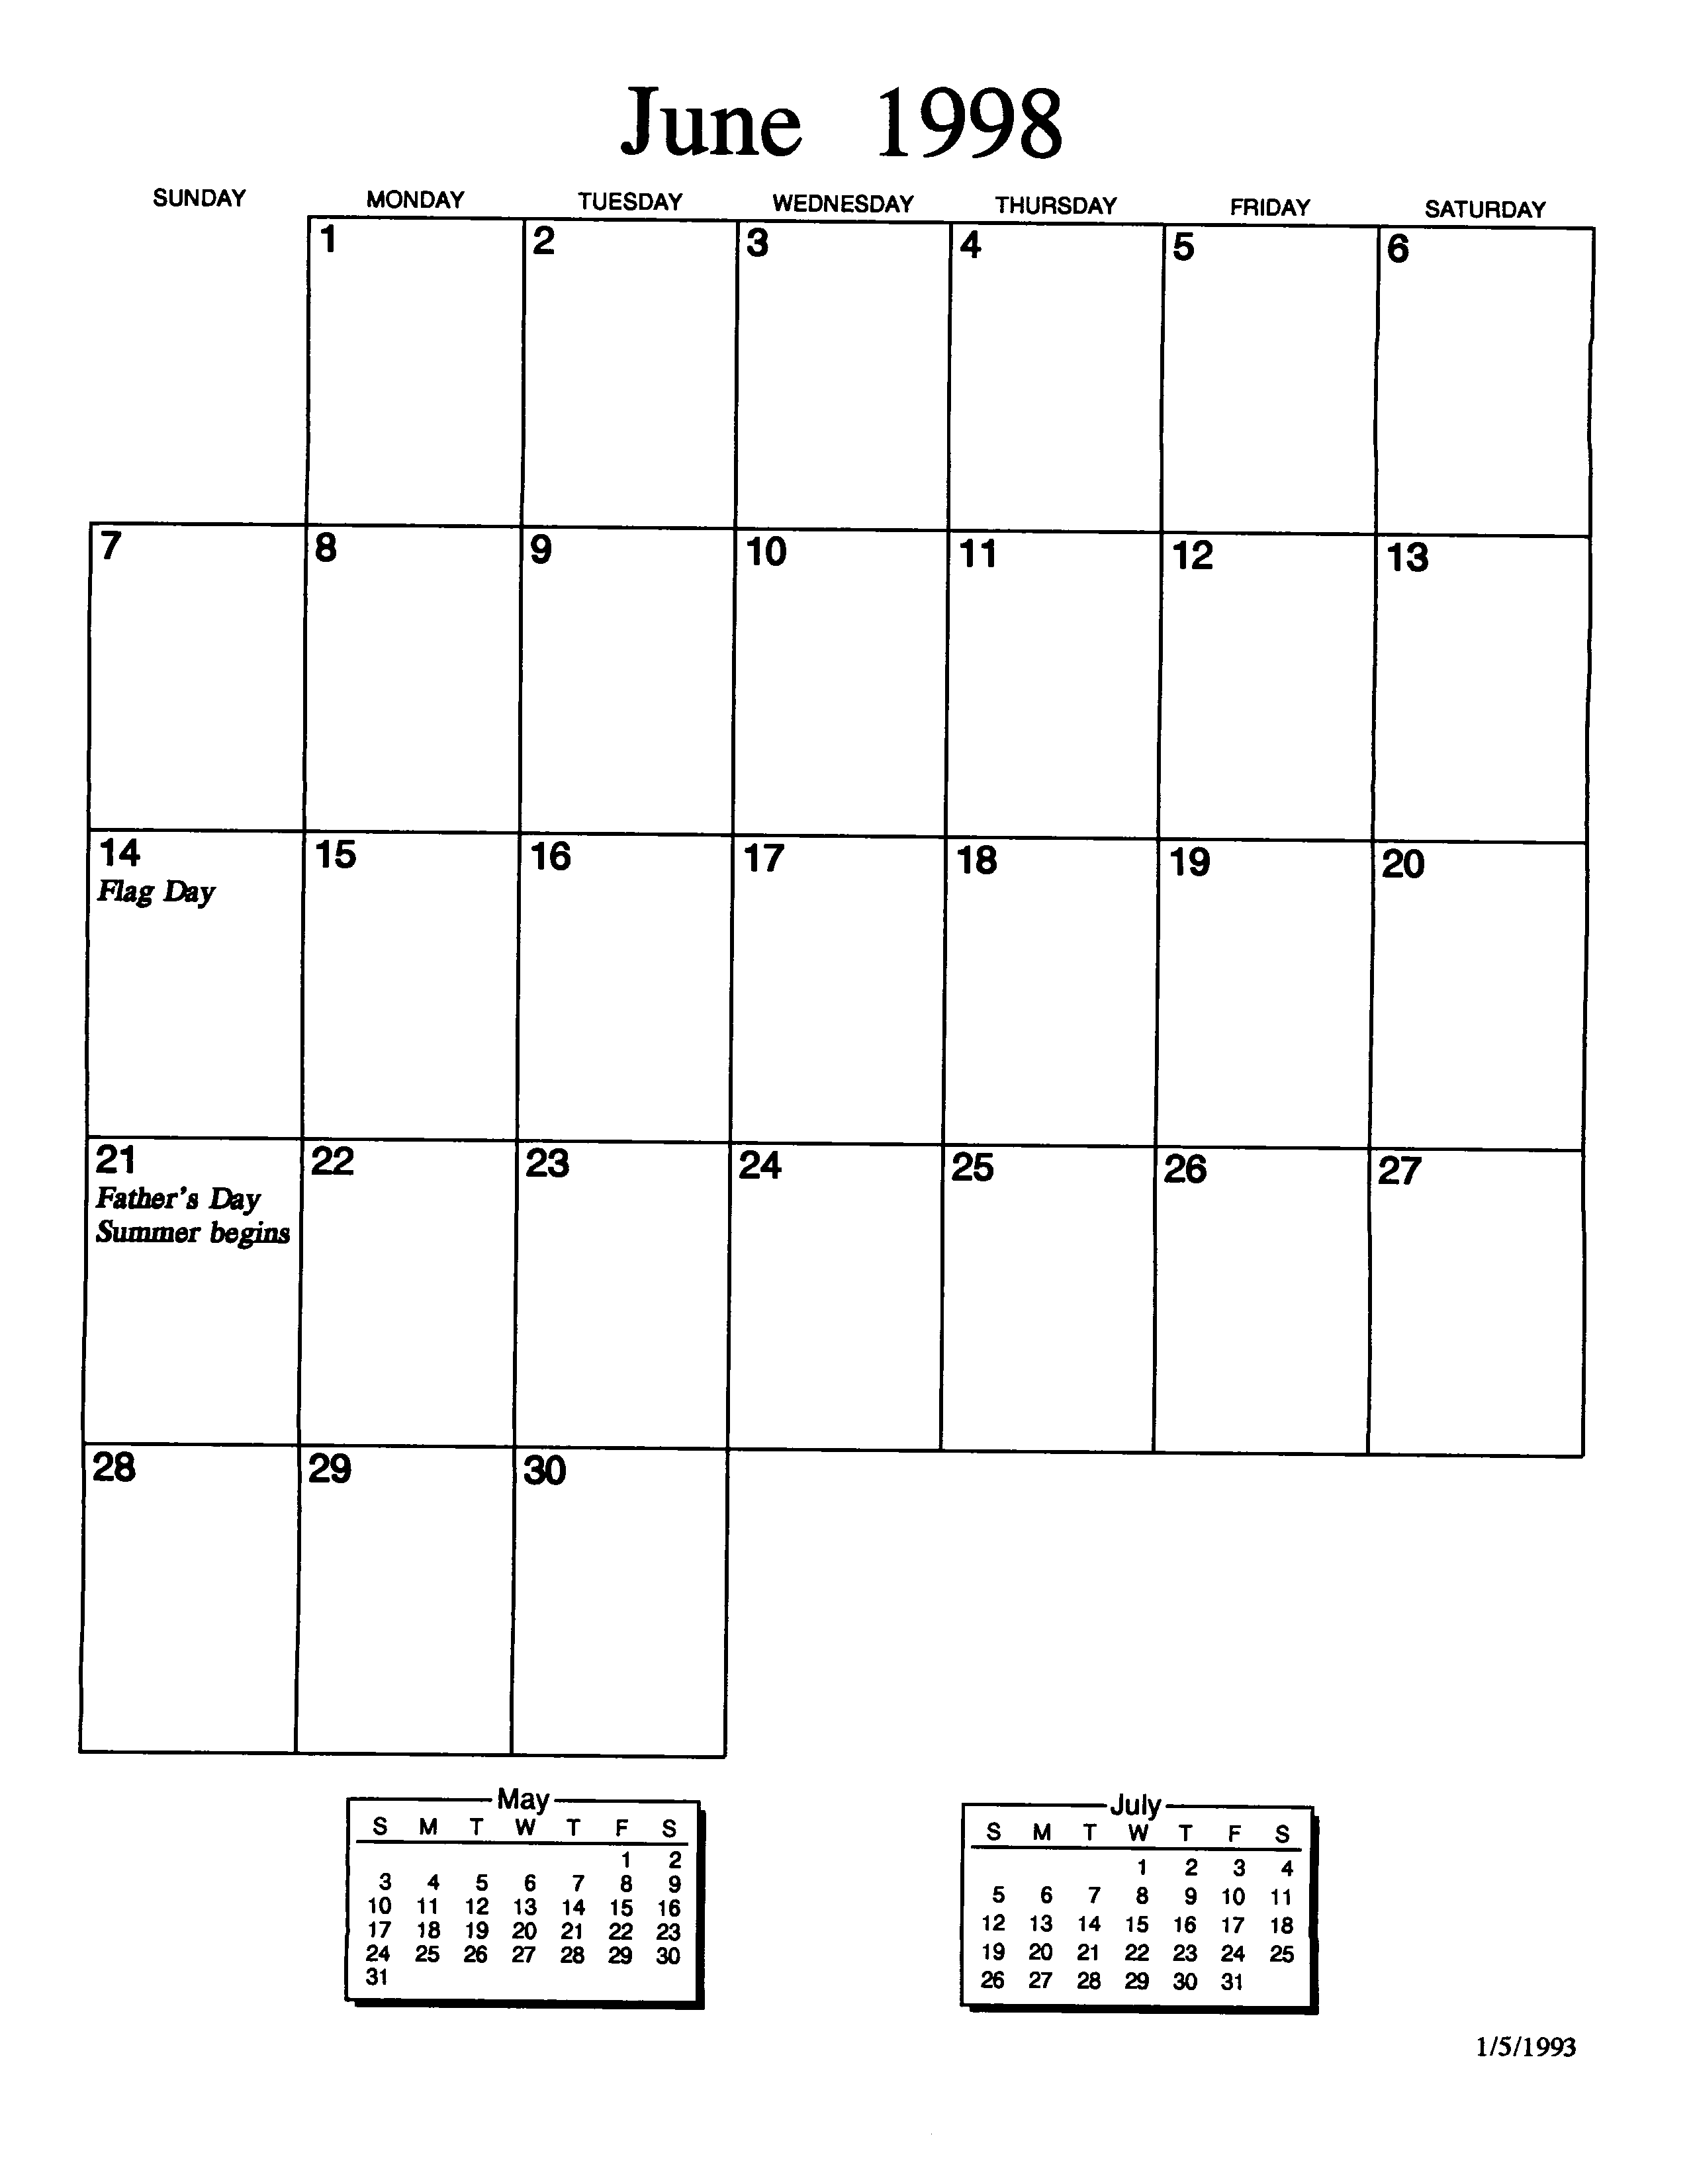 June 1998
SUNDAY MONDAY TUESDAY WEDNESDAY THURSDAY FRIDAY SATURDAY
1 2 3 4 5 6
7 8 9 10 11 12 13
14 15 16 17 18 19 20
Flag Day
21 22 23 24 25 26 27
Father's Day
Summer begins
28 29 30
May
S M T W T F S
1 2
3 4 5 6 7 8 9
10 11 12 13 14 15 16
17 18 19 20 21 22 23
24 25 26 27 28 29 30
31
July
S M T W T F S
1 2 3 4
5 6 7 8 9 10 11
12 13 14 15 16 17 18
19 20 21 22 23 24 25
26 27 28 29 30 31
1/5/1993